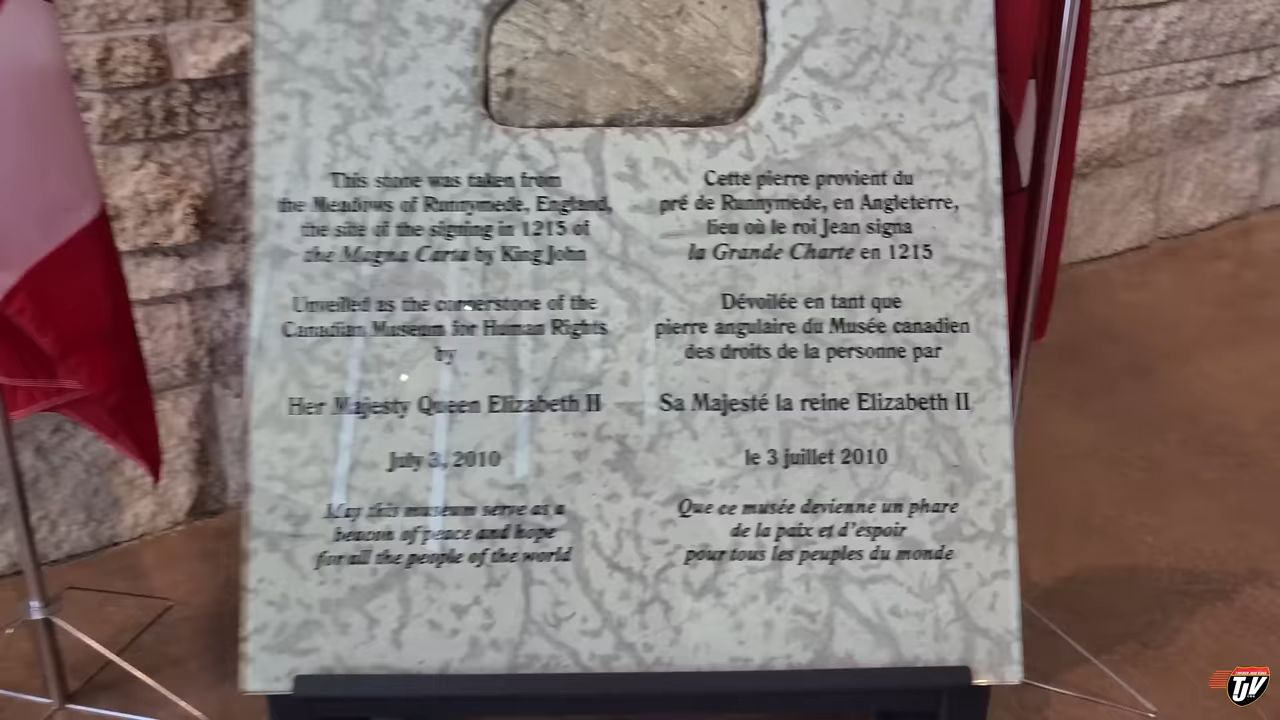 This stone was taken from
the Meadows of Runnymede, England,
the site of the signing in 1215 of
the Magna Carta by King John
Unveiled as the cornerstone of the
Canadian Museum for Human Rights
by
Her Majesty Queen Elizabeth II
July 3, 2010
May this museum serve as a
beacon of peace and hope
for all the people of the world
Cette pierre provient du
pré de Runnymede, en Angleterre,
lieu où le roi Jean signa
la Grande Charte en 1215
Dévoilée en tant que
pierre angulaire du Musée canadien
des droits de la personne par
Sa Majesté la reine Elizabeth II
le 3 juillet 2010
Que ce musée devienne un phare
de la paix et d'espoir
pour tous les peuples du monde
TJV